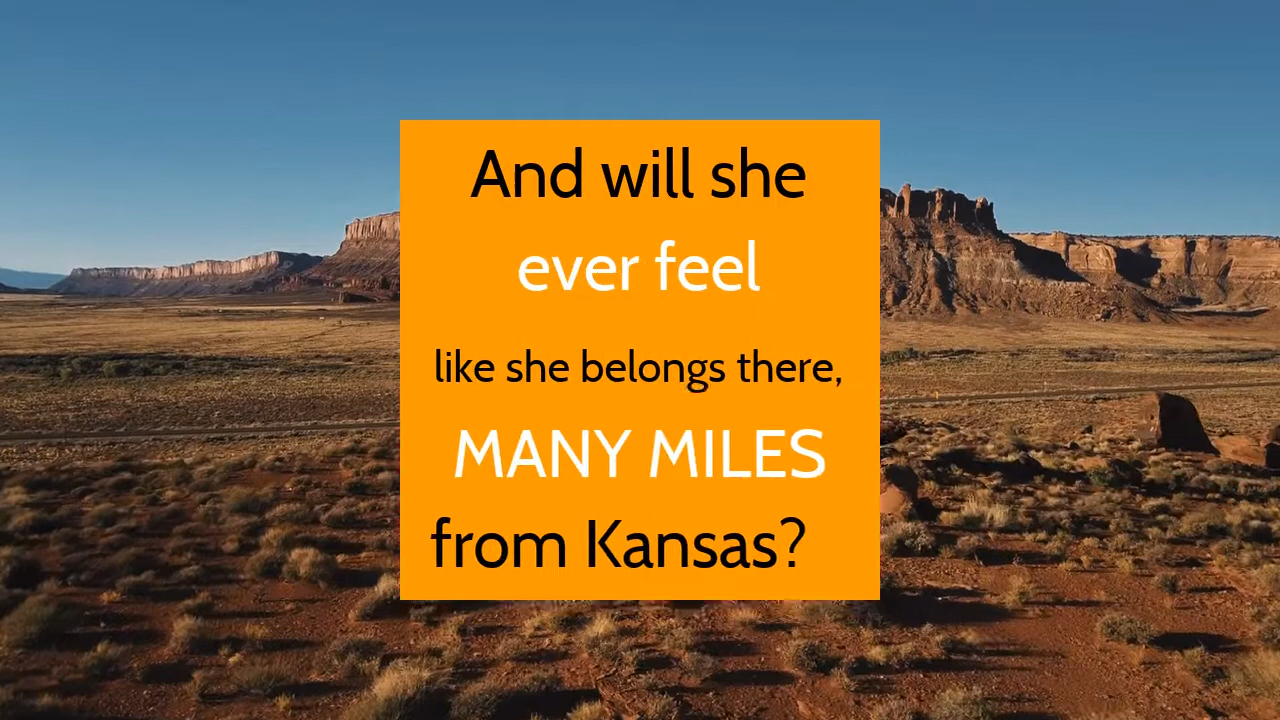 And will she
ever feel
like she belongs there,
MANY MILES
from Kansas?